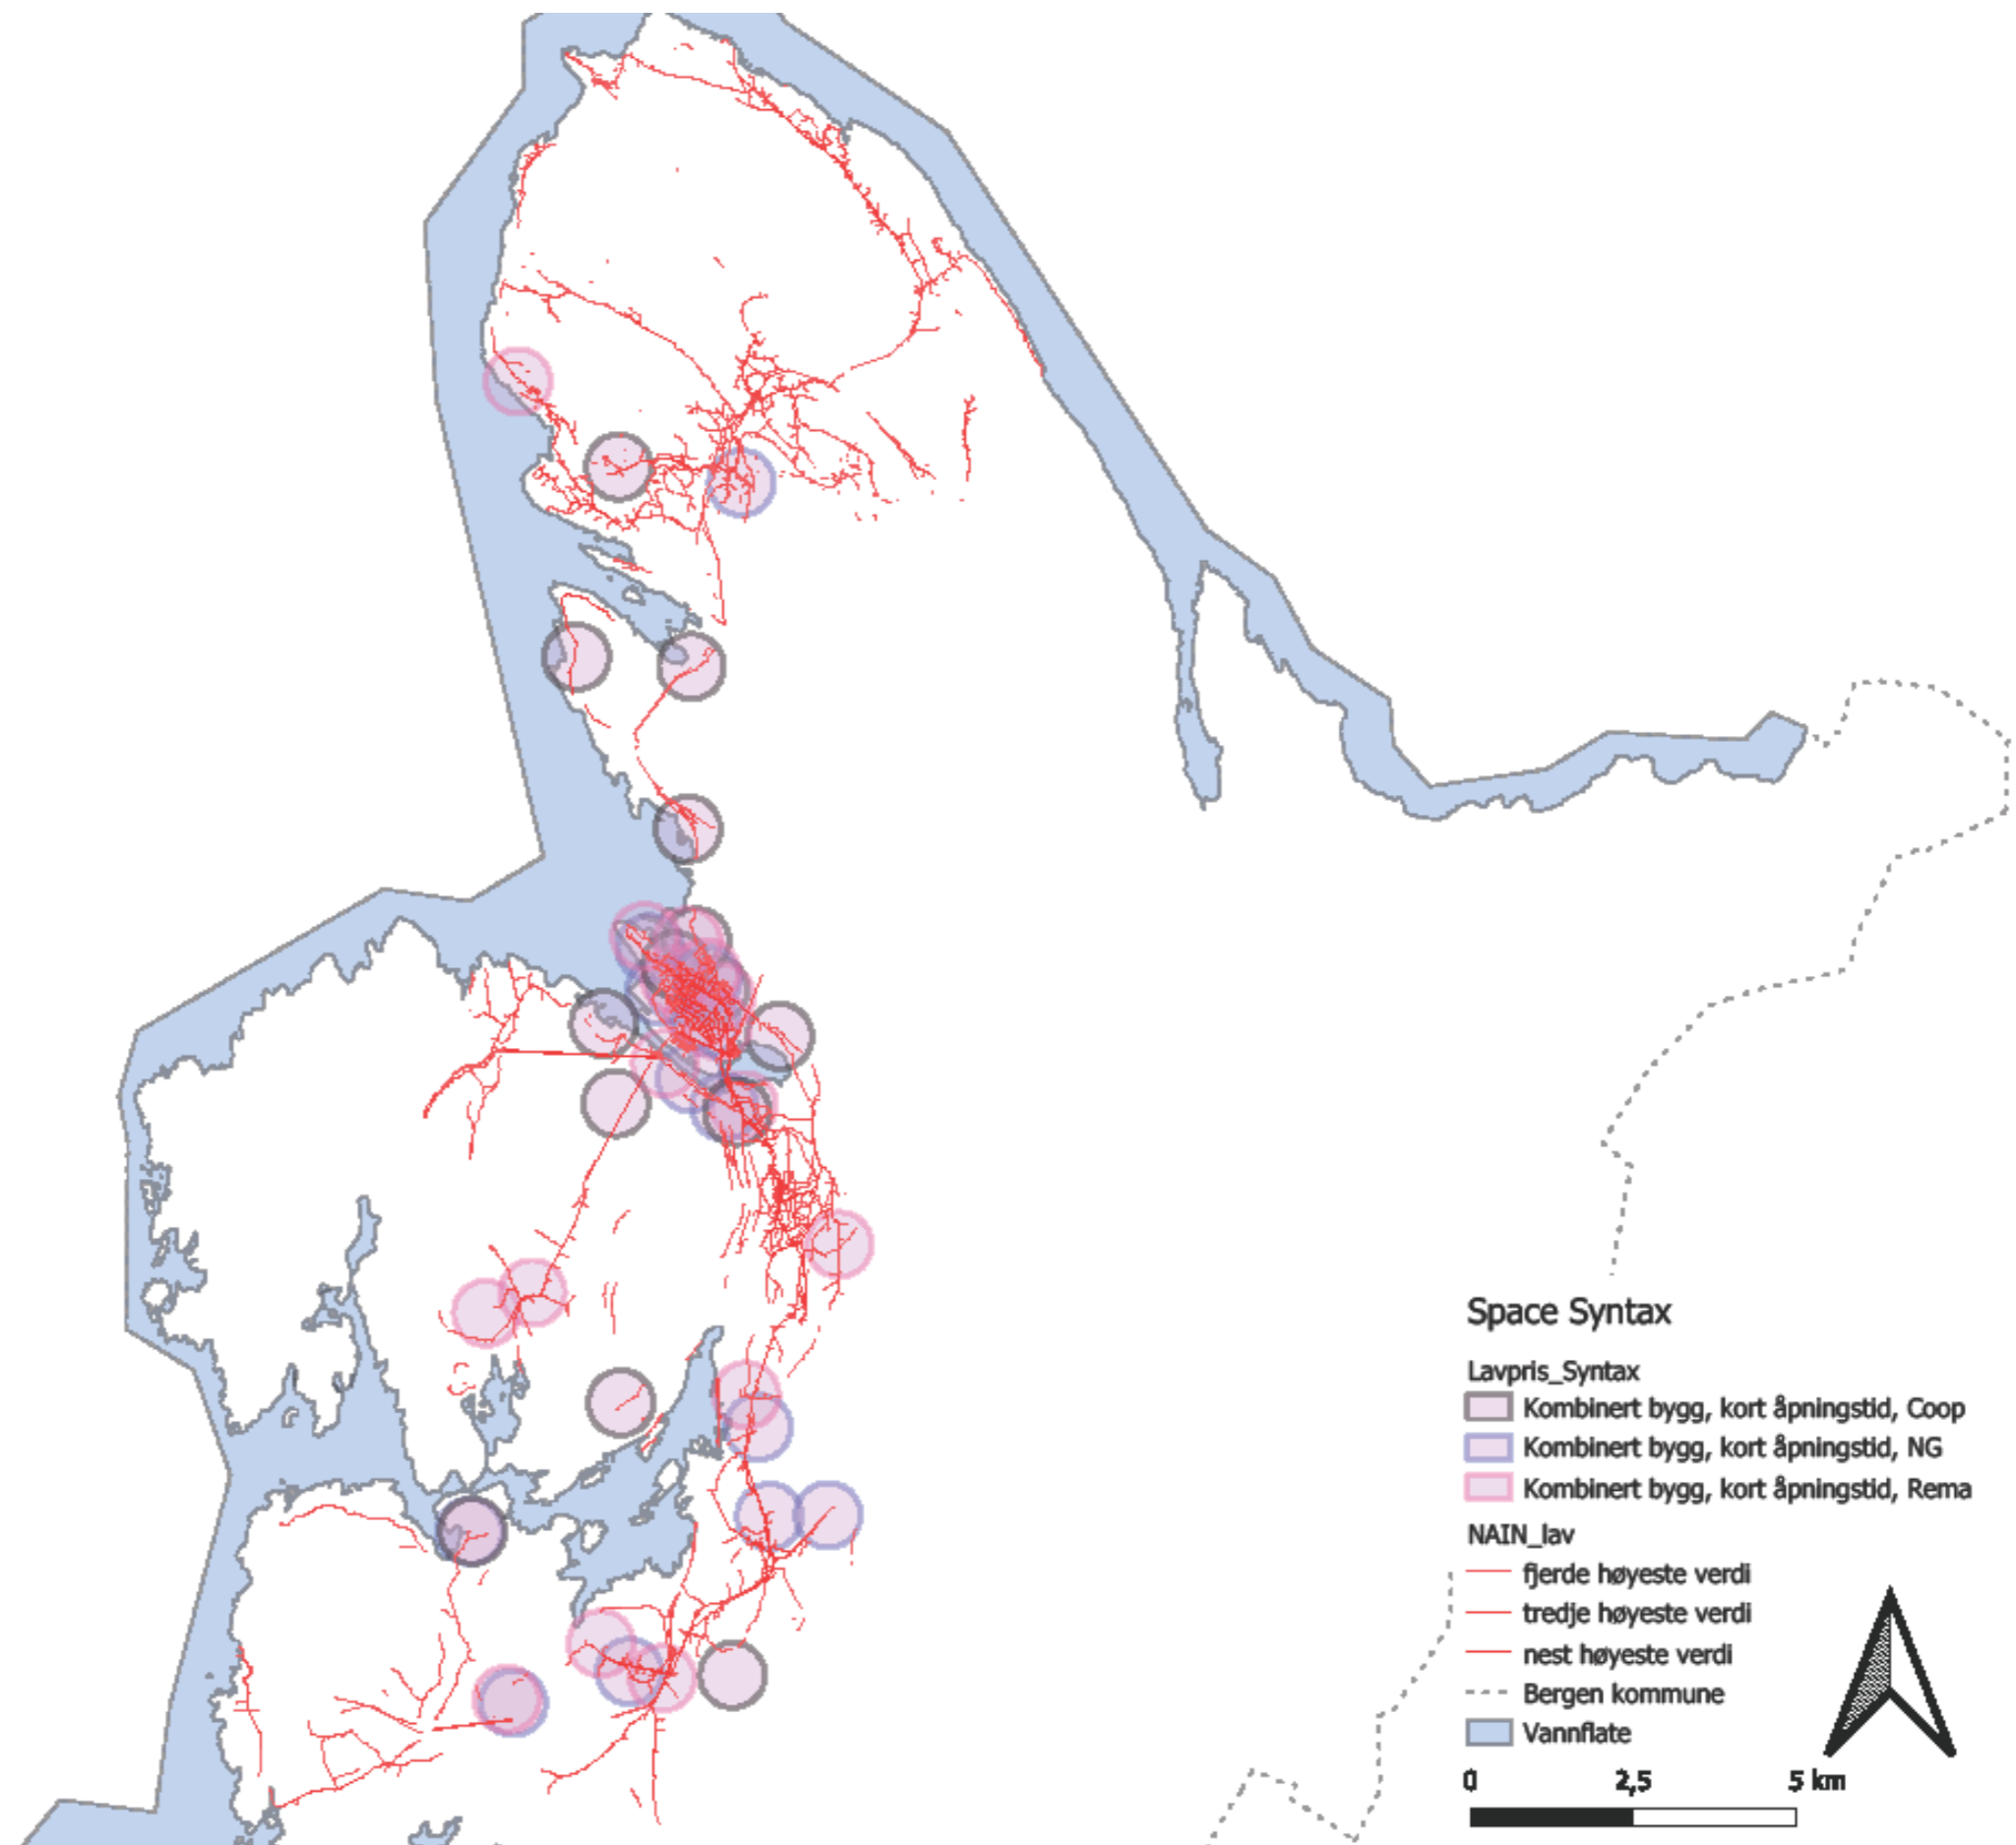 Space Syntax
Lavpris_Syntax
Kombinert bygg, kort åpningstid, Coop
Kombinert bygg, kort åpningstid, NG
Kombinert bygg, kort åpningstid, Rema
NAIN_lav
fjerde høyeste verdi
tredje høyeste verdi
nest høyeste verdi
Bergen kommune
Vannflate
0 2,5 5 km